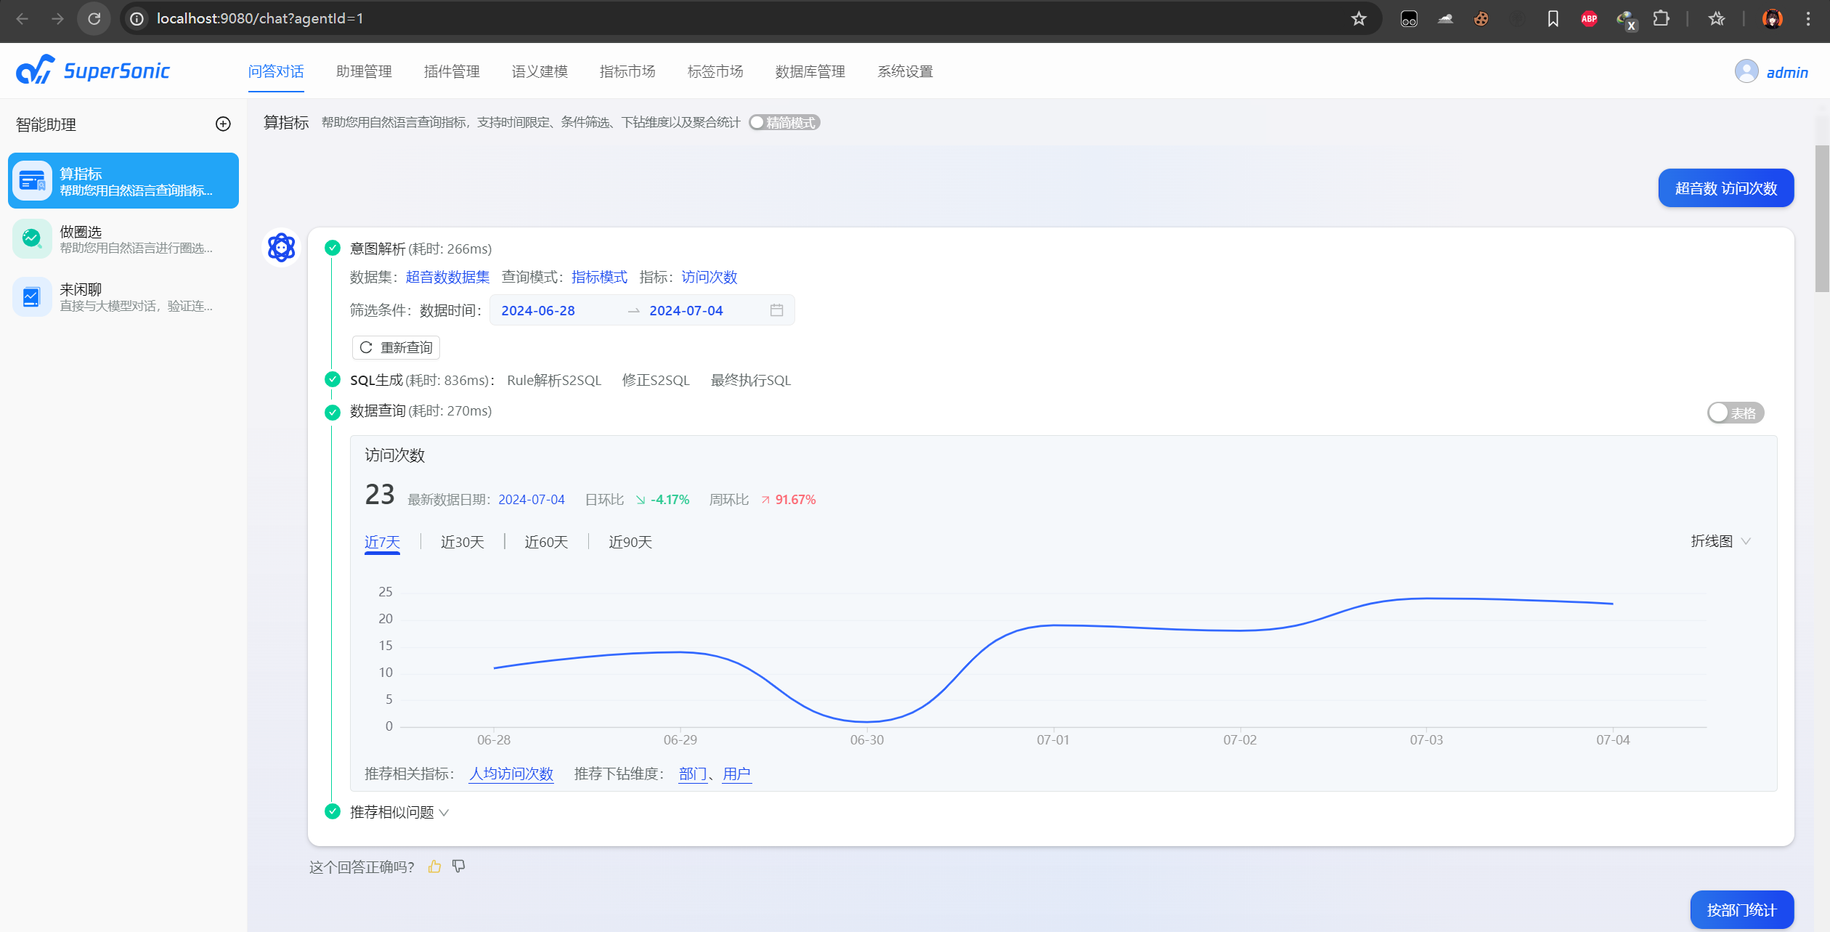 localhost:9080/chat?agentId=1
ABP
X
SuperSonic
问答对话 助理管理 插件管理 语义建模 指标市场 标签市场 数据库管理 系统设置
admin
智能助理
算指标
帮助您用自然语言查询指标...
做圈选
帮助您用自然语言进行圈选...
来闲聊
直接与大模型对话，验证连...
算指标 帮助您用自然语言查询指标，支持时间限定、条件筛选、下钻维度以及聚合统计 精简模式
超音数 访问次数
意图解析(耗时: 266ms)
数据集： 超音数数据集 查询模式： 指标模式 指标： 访问次数
筛选条件： 数据时间： 2024-06-28 → 2024-07-04
重新查询
SQL生成(耗时: 836ms)： Rule解析S2SQL 修正S2SQL 最终执行SQL
数据查询(耗时: 270ms)
表格
访问次数
23 最新数据日期：2024-07-04 日环比 -4.17% 周环比 91.67%
近7天 近30天 近60天 近90天
折线图
25
20
15
10
5
0
06-28 06-29 06-30 07-01 07-02 07-03 07-04
推荐相关指标： 人均访问次数 推荐下钻维度： 部门、用户
推荐相似问题
这个回答正确吗?
按部门统计